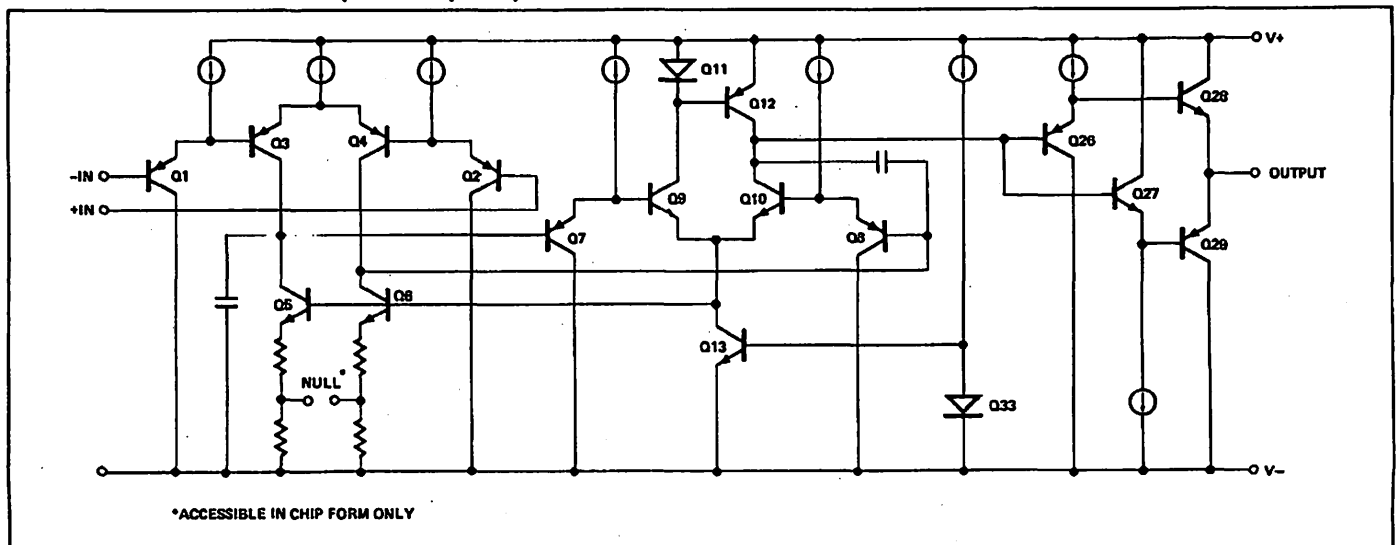 V+
Q11
Q12
Q3
Q4
Q26
Q28
-IN
Q1
Q2
Q9
Q10
Q27
OUTPUT
+IN
Q7
Q8
Q29
Q5
Q6
Q13
NULL*
Q33
V-
*ACCESSIBLE IN CHIP FORM ONLY